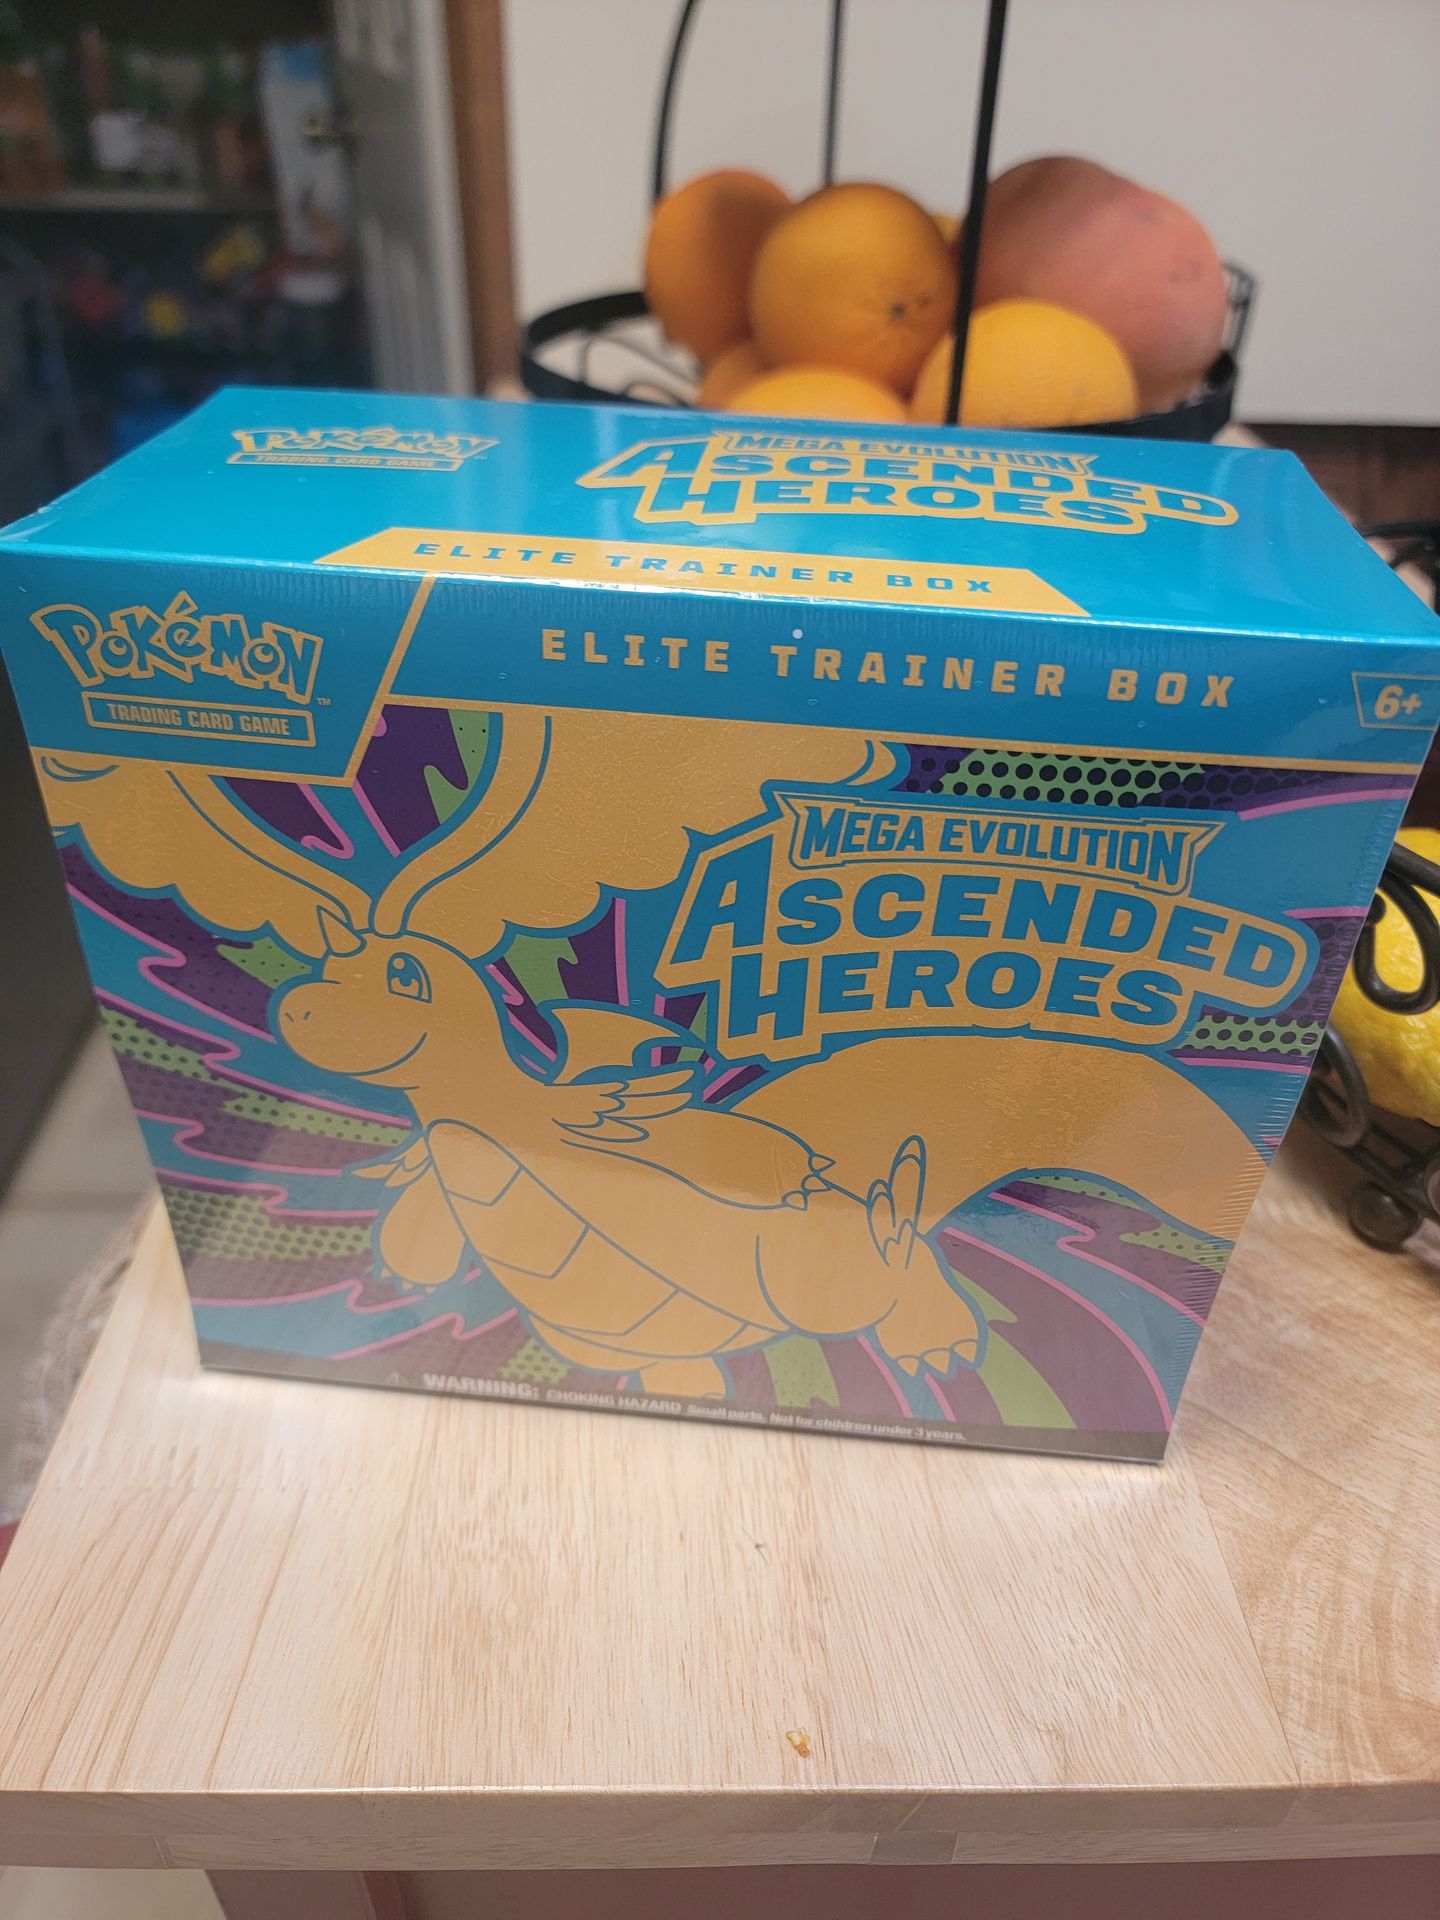 POKéMON
TRADING CARD GAME
MEGA EVOLUTION
ASCENDED
HEROES
ELITE TRAINER BOX
POKéMON™
TRADING CARD GAME
ELITE TRAINER BOX
6+
MEGA EVOLUTION
ASCENDED
HEROES
⚠ WARNING: CHOKING HAZARD Small parts. Not for children under 3 years.